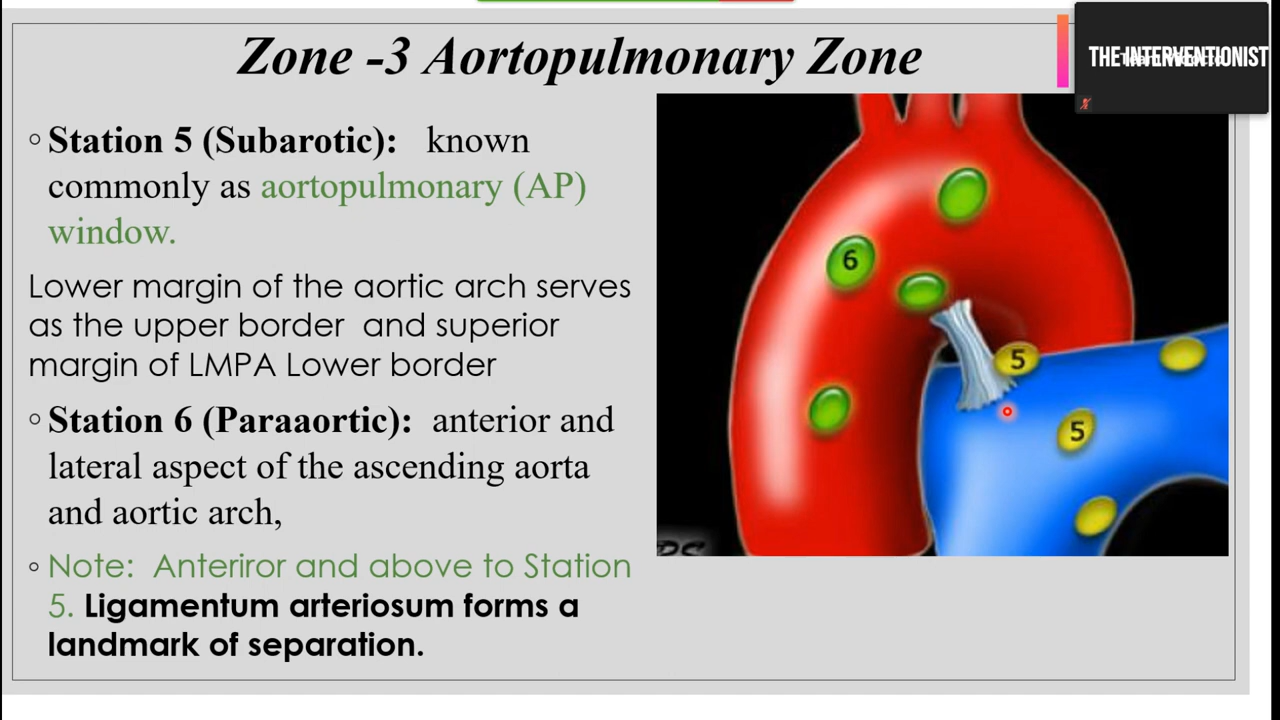 Zone -3 Aortopulmonary Zone
THE INTERVENTIONIST
Station 5 (Subarotic): known
commonly as aortopulmonary (AP)
window.
Lower margin of the aortic arch serves
as the upper border and superior
margin of LMPA Lower border
Station 6 (Paraaortic): anterior and
lateral aspect of the ascending aorta
and aortic arch,
Note: Anteriror and above to Station
5. Ligamentum arteriosum forms a
landmark of separation.
6
5
5